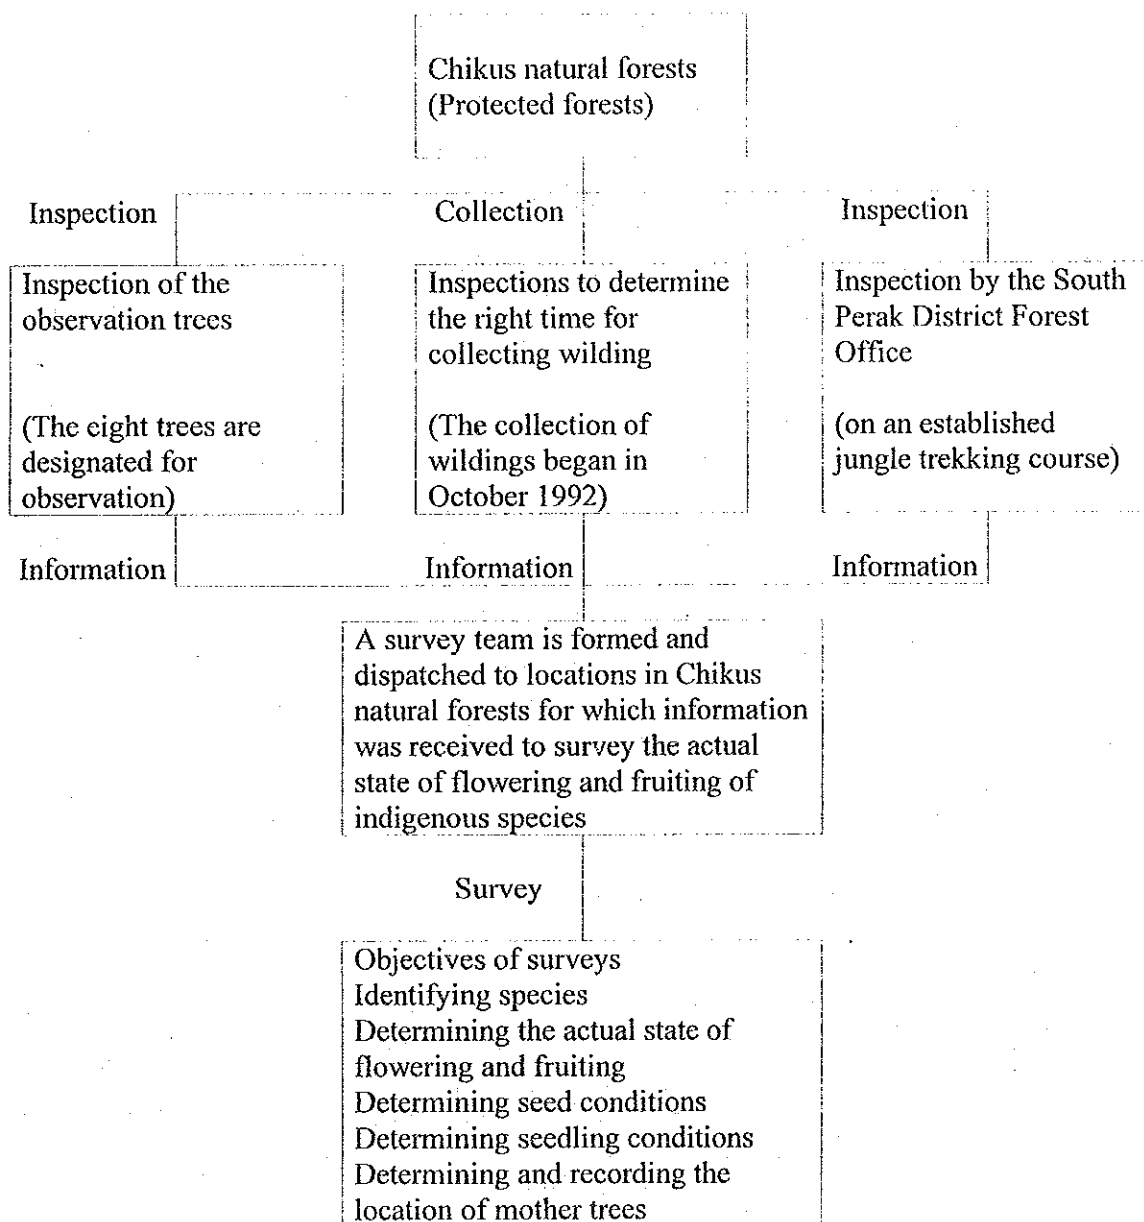 Chikus natural forests
(Protected forests)
Inspection
Collection
Inspection
Inspection of the
observation trees
(The eight trees are
designated for
observation)
Inspections to determine
the right time for
collecting wilding
(The collection of
wildings began in
October 1992)
Inspection by the South
Perak District Forest
Office
(on an established
jungle trekking course)
Information
Information
Information
A survey team is formed and
dispatched to locations in Chikus
natural forests for which information
was received to survey the actual
state of flowering and fruiting of
indigenous species
Survey
Objectives of surveys
Identifying species
Determining the actual state of
flowering and fruiting
Determining seed conditions
Determining seedling conditions
Determining and recording the
location of mother trees